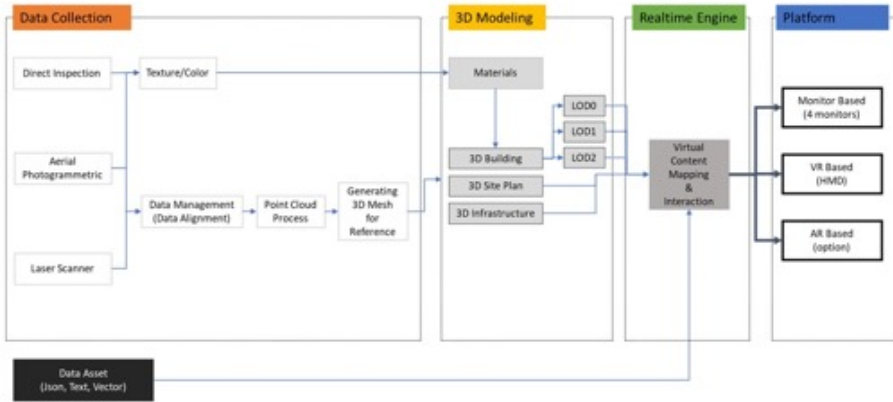 Data Collection
3D Modeling
Realtime Engine
Platform
Direct Inspection
Texture/Color
Materials
LOD0
Monitor Based
(4 monitors)
LOD1
Aerial
Photogrammetric
3D Building
LOD2
Virtual
Content
Mapping
&
Interaction
VR Based
(HMD)
Data Management
(Data Alignment)
Point Cloud
Process
Generating
3D Mesh
for
Reference
3D Site Plan
3D Infrastructure
AR Based
(option)
Laser Scanner
Data Asset
(Json, Text, Vector)